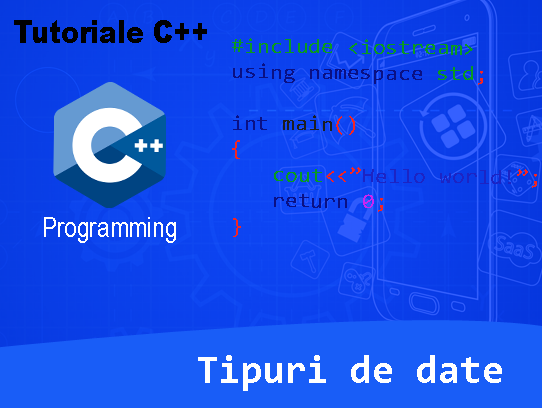 Tutoriale C++
#include <iostream>
using namespace std;
int main()
{
cout<<”Hello world!”;
return 0;
}
C++
Programming
SaaS
Tipuri de date